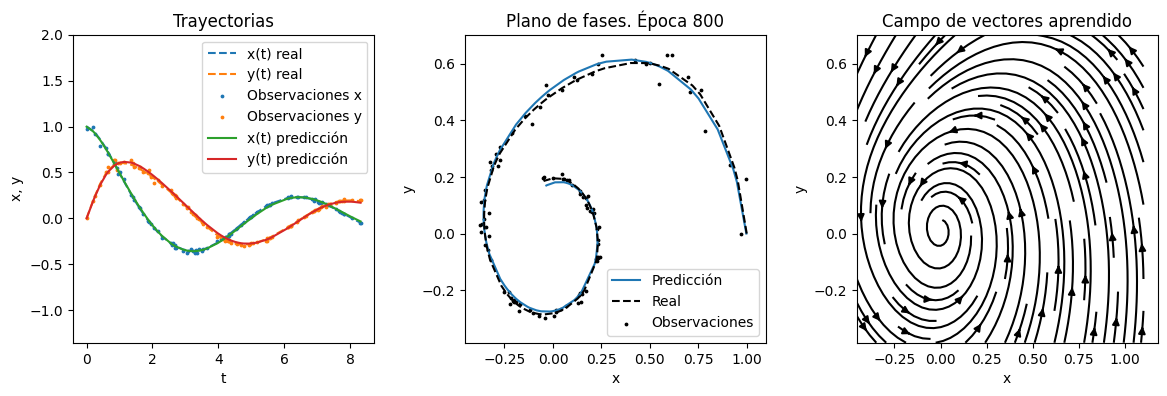 Trayectorias
x, y
2.0
1.5
1.0
0.5
0.0
−0.5
−1.0
x(t) real
y(t) real
Observaciones x
Observaciones y
x(t) predicción
y(t) predicción
0 2 4 6 8
t
Plano de fases. Época 800
y
0.6
0.4
0.2
0.0
−0.2
Predicción
Real
Observaciones
−0.25 0.00 0.25 0.50 0.75 1.00
x
Campo de vectores aprendido
y
0.6
0.4
0.2
0.0
−0.2
−0.25 0.00 0.25 0.50 0.75 1.00
x